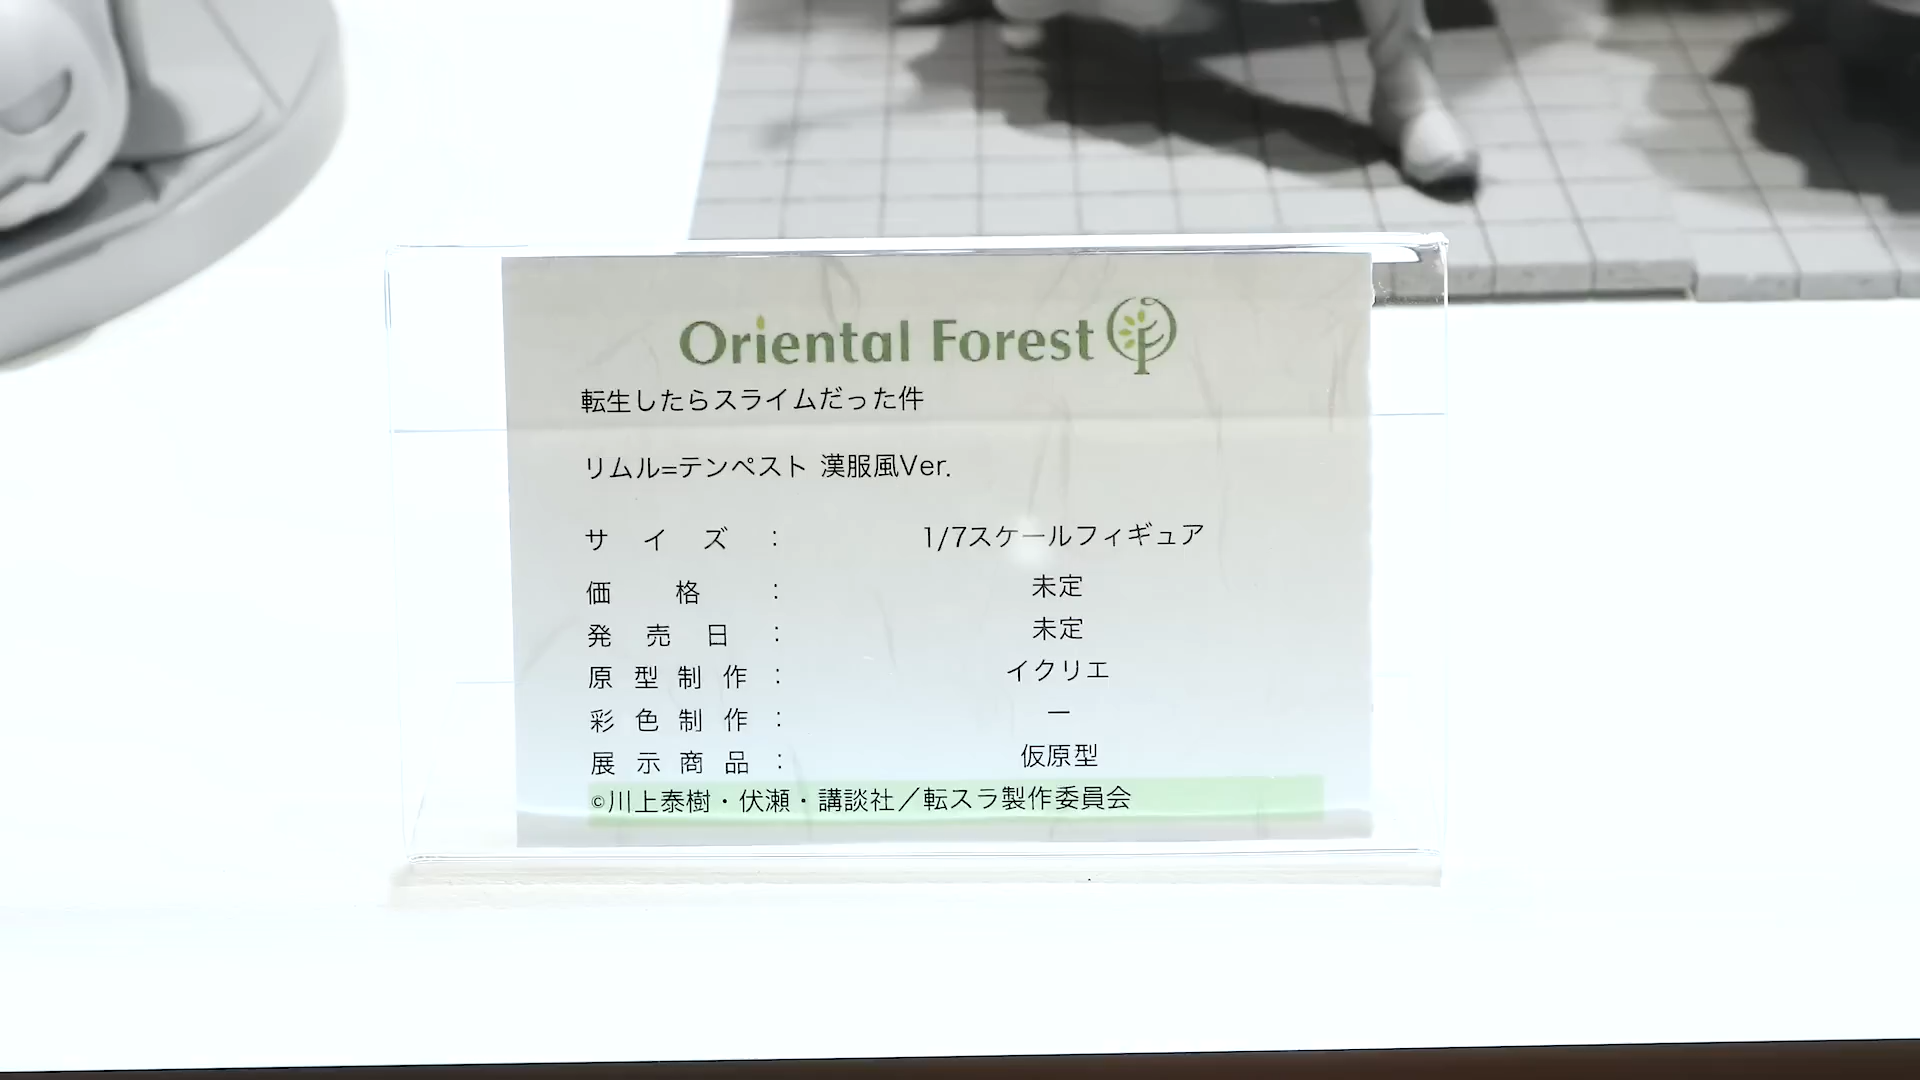 Oriental Forest
転生したらスライムだった件
リムル=テンペスト 漢服風Ver.
サイズ : 1/7スケールフィギュア
価格 : 未定
発売日 : 未定
原型制作 : イクリエ
彩色制作 : ー
展示商品 : 仮原型
©川上泰樹・伏瀬・講談社／転スラ製作委員会